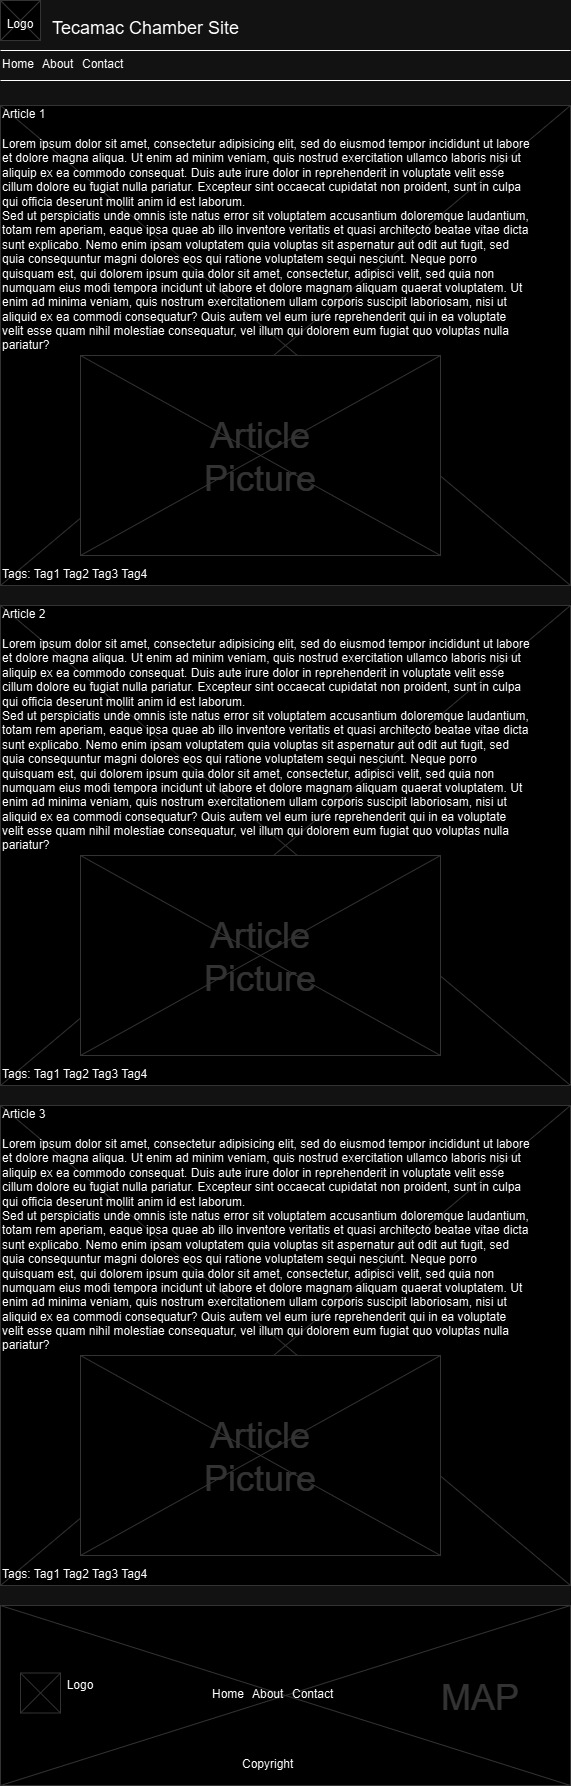 Logo
Tecamac Chamber Site
Home About Contact
Article 1
Lorem ipsum dolor sit amet, consectetur adipisicing elit, sed do eiusmod tempor incididunt ut labore
et dolore magna aliqua. Ut enim ad minim veniam, quis nostrud exercitation ullamco laboris nisi ut
aliquip ex ea commodo consequat. Duis aute irure dolor in reprehenderit in voluptate velit esse
cillum dolore eu fugiat nulla pariatur. Excepteur sint occaecat cupidatat non proident, sunt in culpa
qui officia deserunt mollit anim id est laborum.
Sed ut perspiciatis unde omnis iste natus error sit voluptatem accusantium doloremque laudantium,
totam rem aperiam, eaque ipsa quae ab illo inventore veritatis et quasi architecto beatae vitae dicta
sunt explicabo. Nemo enim ipsam voluptatem quia voluptas sit aspernatur aut odit aut fugit, sed
quia consequuntur magni dolores eos qui ratione voluptatem sequi nesciunt. Neque porro
quisquam est, qui dolorem ipsum quia dolor sit amet, consectetur, adipisci velit, sed quia non
numquam eius modi tempora incidunt ut labore et dolore magnam aliquam quaerat voluptatem. Ut
enim ad minima veniam, quis nostrum exercitationem ullam corporis suscipit laboriosam, nisi ut
aliquid ex ea commodi consequatur? Quis autem vel eum iure reprehenderit qui in ea voluptate
velit esse quam nihil molestiae consequatur, vel illum qui dolorem eum fugiat quo voluptas nulla
pariatur?
Article
Picture
Tags: Tag1 Tag2 Tag3 Tag4
Article 2
Lorem ipsum dolor sit amet, consectetur adipisicing elit, sed do eiusmod tempor incididunt ut labore
et dolore magna aliqua. Ut enim ad minim veniam, quis nostrud exercitation ullamco laboris nisi ut
aliquip ex ea commodo consequat. Duis aute irure dolor in reprehenderit in voluptate velit esse
cillum dolore eu fugiat nulla pariatur. Excepteur sint occaecat cupidatat non proident, sunt in culpa
qui officia deserunt mollit anim id est laborum.
Sed ut perspiciatis unde omnis iste natus error sit voluptatem accusantium doloremque laudantium,
totam rem aperiam, eaque ipsa quae ab illo inventore veritatis et quasi architecto beatae vitae dicta
sunt explicabo. Nemo enim ipsam voluptatem quia voluptas sit aspernatur aut odit aut fugit, sed
quia consequuntur magni dolores eos qui ratione voluptatem sequi nesciunt. Neque porro
quisquam est, qui dolorem ipsum quia dolor sit amet, consectetur, adipisci velit, sed quia non
numquam eius modi tempora incidunt ut labore et dolore magnam aliquam quaerat voluptatem. Ut
enim ad minima veniam, quis nostrum exercitationem ullam corporis suscipit laboriosam, nisi ut
aliquid ex ea commodi consequatur? Quis autem vel eum iure reprehenderit qui in ea voluptate
velit esse quam nihil molestiae consequatur, vel illum qui dolorem eum fugiat quo voluptas nulla
pariatur?
Article
Picture
Tags: Tag1 Tag2 Tag3 Tag4
Article 3
Lorem ipsum dolor sit amet, consectetur adipisicing elit, sed do eiusmod tempor incididunt ut labore
et dolore magna aliqua. Ut enim ad minim veniam, quis nostrud exercitation ullamco laboris nisi ut
aliquip ex ea commodo consequat. Duis aute irure dolor in reprehenderit in voluptate velit esse
cillum dolore eu fugiat nulla pariatur. Excepteur sint occaecat cupidatat non proident, sunt in culpa
qui officia deserunt mollit anim id est laborum.
Sed ut perspiciatis unde omnis iste natus error sit voluptatem accusantium doloremque laudantium,
totam rem aperiam, eaque ipsa quae ab illo inventore veritatis et quasi architecto beatae vitae dicta
sunt explicabo. Nemo enim ipsam voluptatem quia voluptas sit aspernatur aut odit aut fugit, sed
quia consequuntur magni dolores eos qui ratione voluptatem sequi nesciunt. Neque porro
quisquam est, qui dolorem ipsum quia dolor sit amet, consectetur, adipisci velit, sed quia non
numquam eius modi tempora incidunt ut labore et dolore magnam aliquam quaerat voluptatem. Ut
enim ad minima veniam, quis nostrum exercitationem ullam corporis suscipit laboriosam, nisi ut
aliquid ex ea commodi consequatur? Quis autem vel eum iure reprehenderit qui in ea voluptate
velit esse quam nihil molestiae consequatur, vel illum qui dolorem eum fugiat quo voluptas nulla
pariatur?
Article
Picture
Tags: Tag1 Tag2 Tag3 Tag4
Logo
Home About Contact
MAP
Copyright